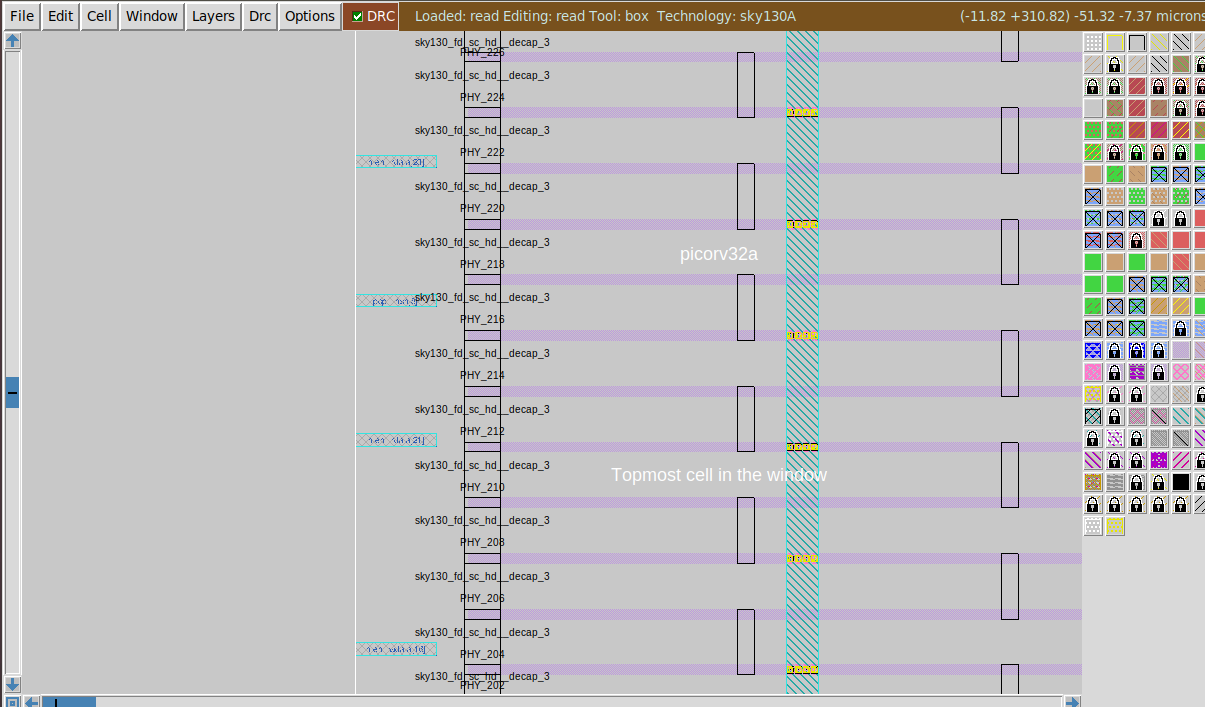 File Edit Cell Window Layers Drc Options DRC Loaded: read Editing: read Tool: box Technology: sky130A (-11.82 +310.82) -51.32 -7.37 microns
sky130_fd_sc_hd__decap_3
PHY_226
sky130_fd_sc_hd__decap_3
PHY_224
sky130_fd_sc_hd__decap_3
PHY_222
sky130_fd_sc_hd__decap_3
PHY_220
sky130_fd_sc_hd__decap_3
picorv32a
PHY_218
sky130_fd_sc_hd__decap_3
PHY_216
sky130_fd_sc_hd__decap_3
PHY_214
sky130_fd_sc_hd__decap_3
PHY_212
sky130_fd_sc_hd__decap_3
Topmost cell in the window
PHY_210
sky130_fd_sc_hd__decap_3
PHY_208
sky130_fd_sc_hd__decap_3
PHY_206
sky130_fd_sc_hd__decap_3
PHY_204
sky130_fd_sc_hd__decap_3
PHY_202